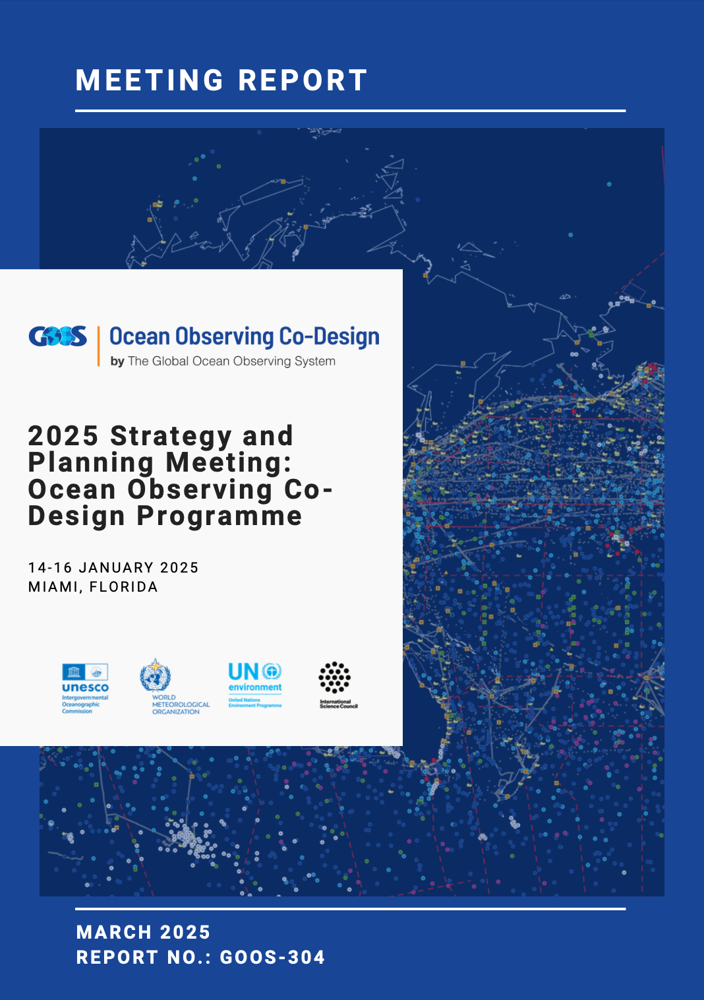 MEETING REPORT
GOOS
Ocean Observing Co-Design
by The Global Ocean Observing System
2025 Strategy and
Planning Meeting:
Ocean Observing Co-
Design Programme
14-16 JANUARY 2025
MIAMI, FLORIDA
unesco
Intergovernmental
Oceanographic
Commission
WORLD
METEOROLOGICAL
ORGANIZATION
UN
environment
United Nations
Environment Programme
International
Science Council
MARCH 2025
REPORT NO.: GOOS-304